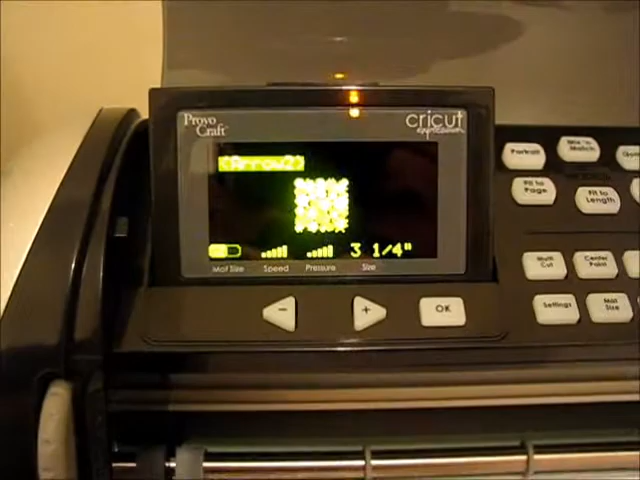 Provo
Craft
cricut
expression
<Arrow2>
3 1/4"
Mat Size
Speed
Pressure
Size
-
+
OK
Portrait
Mix 'n
Match
Fit to
Page
Fit to
Length
Multi
Cut
Center
Point
Settings
Mat
Size